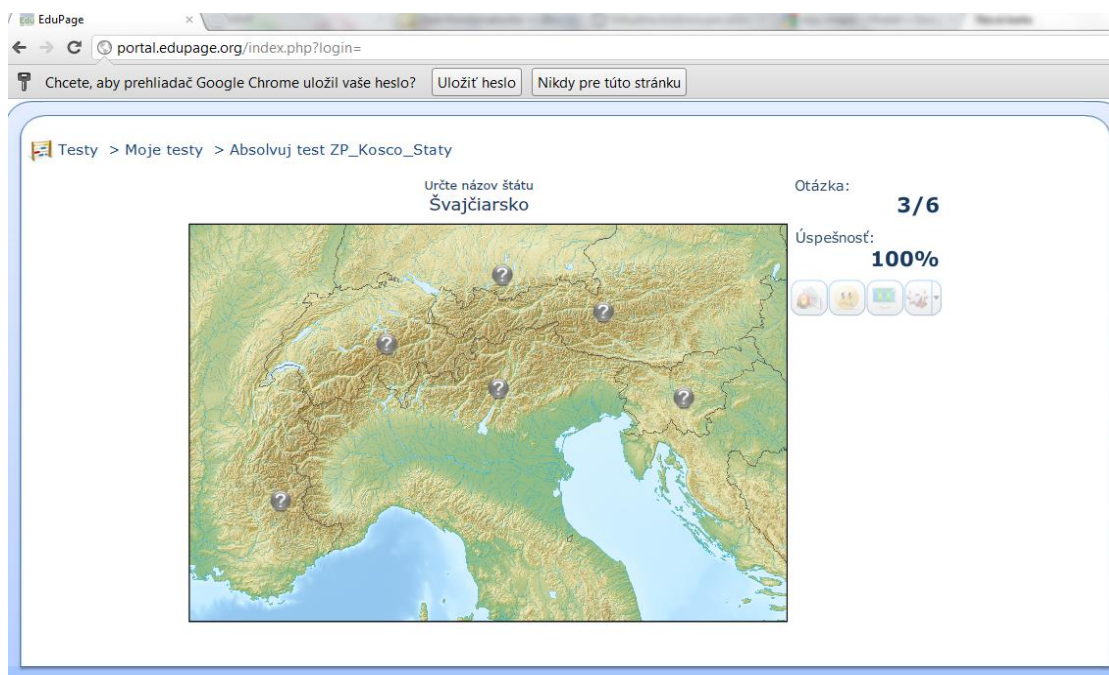 EduPage
portal.edupage.org/index.php?login=
Chcete, aby prehliadač Google Chrome uložil vaše heslo? Uložiť heslo Nikdy pre túto stránku
Testy > Moje testy > Absolvuj test ZP_Kosco_Staty
Určte názov štátu
Švajčiarsko
Otázka:
3/6
Úspešnosť:
100%
?
?
?
?
?
?